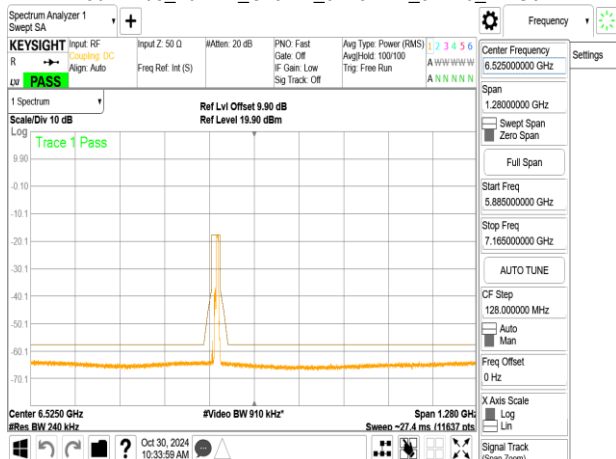 Spectrum Analyzer 1
Swept SA
Frequency
KEYSIGHT
R
LXI
PASS
Input: RF
Coupling: DC
Align: Auto
Input Z: 50 Ω
Freq Ref: Int (S)
#Atten: 20 dB
PNO: Fast
Gate: Off
IF Gain: Low
Sig Track: Off
Avg Type: Power (RMS)
Avg|Hold: 100/100
Trig: Free Run
1 2 3 4 5 6
A W W W W W
A N N N N N
1 Spectrum
Scale/Div 10 dB
Ref Lvl Offset 9.90 dB
Ref Level 19.90 dBm
Log
Trace 1 Pass
9.90
-0.10
-10.1
-20.1
-30.1
-40.1
-50.1
-60.1
-70.1
Center 6.5250 GHz
#Res BW 240 kHz
#Video BW 910 kHz*
Span 1.280 GHz
Sweep ~27.4 ms (11637 pts)
Oct 30, 2024
10:33:59 AM
?
Center Frequency
6.525000000 GHz
Settings
Span
1.28000000 GHz
Swept Span
Zero Span
Full Span
Start Freq
5.885000000 GHz
Stop Freq
7.165000000 GHz
AUTO TUNE
CF Step
128.000000 MHz
Auto
Man
Freq Offset
0 Hz
X Axis Scale
Log
Lin
Signal Track
(Span Zoom)